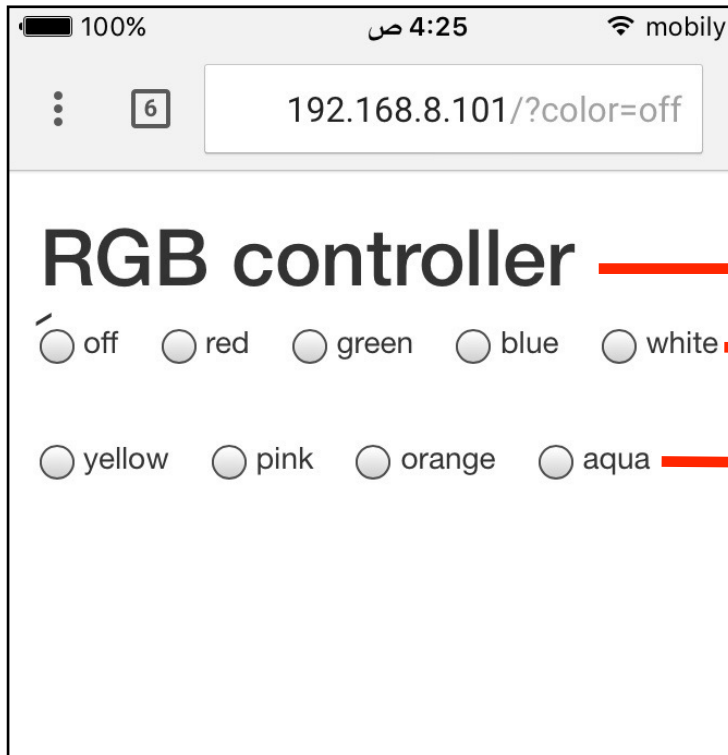 100% 4:25 ص mobily
6 192.168.8.101/?color=off
RGB controller
off red green blue white
yellow pink orange aqua